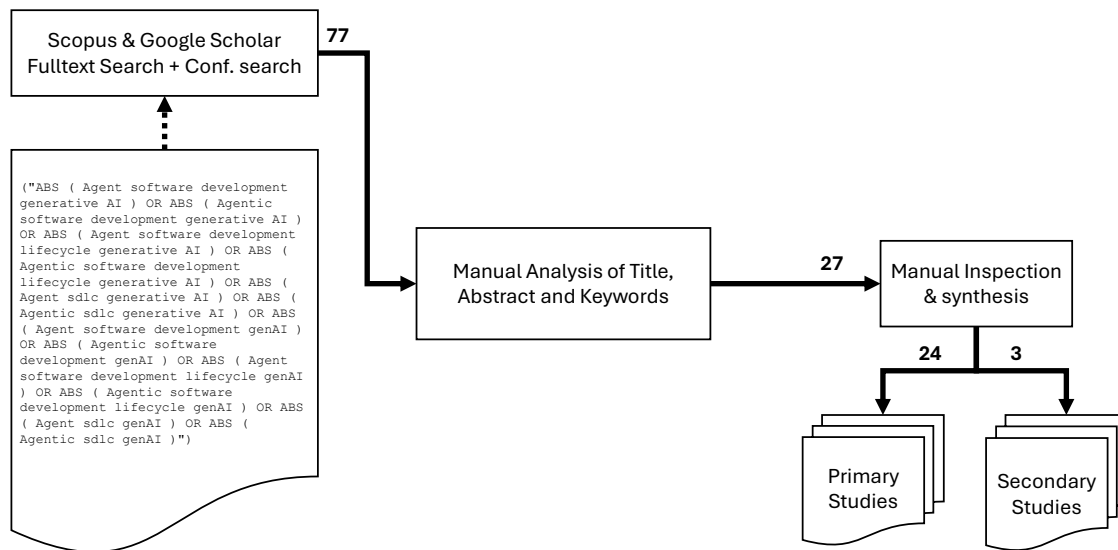 Scopus & Google Scholar
Fulltext Search + Conf. search
77
("ABS ( Agent software development
generative AI ) OR ABS ( Agentic
software development generative AI )
OR ABS ( Agent software development
lifecycle generative AI ) OR ABS (
Agentic software development
lifecycle generative AI ) OR ABS (
Agent sdlc generative AI ) OR ABS (
Agentic sdlc generative AI ) OR ABS
( Agent software development genAI )
OR ABS ( Agentic software
development genAI ) OR ABS ( Agent
software development lifecycle genAI
) OR ABS ( Agentic software
development lifecycle genAI ) OR ABS
( Agent sdlc genAI ) OR ABS (
Agentic sdlc genAI )")
Manual Analysis of Title,
Abstract and Keywords
27
Manual Inspection
& synthesis
24
3
Primary
Studies
Secondary
Studies